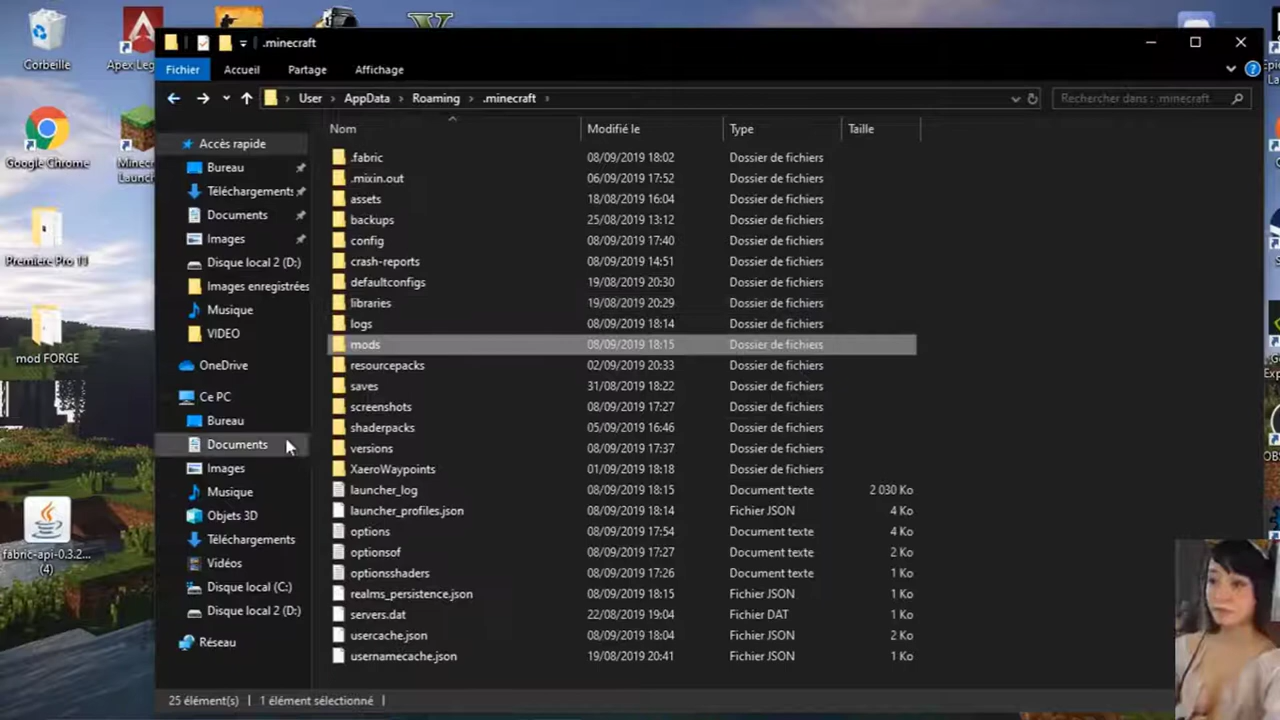 .minecraft
Fichier Accueil Partage Affichage
User AppData Roaming .minecraft
Rechercher dans : .minecraft
Corbeille
Apex Leg
Google Chrome
Minec
Launch
Premiere Pro 11
mod FORGE
fabric-api-0.3.2...
(4)
Accès rapide
Bureau
Téléchargements
Documents
Images
Disque local 2 (D:)
Images enregistrées
Musique
VIDEO
OneDrive
Ce PC
Bureau
Documents
Images
Musique
Objets 3D
Téléchargements
Vidéos
Disque local (C:)
Disque local 2 (D:)
Réseau
Nom Modifié le Type Taille
.fabric 08/09/2019 18:02 Dossier de fichiers
.mixin.out 06/09/2019 17:52 Dossier de fichiers
assets 18/08/2019 16:04 Dossier de fichiers
backups 25/08/2019 13:12 Dossier de fichiers
config 08/09/2019 17:40 Dossier de fichiers
crash-reports 08/09/2019 14:51 Dossier de fichiers
defaultconfigs 19/08/2019 20:30 Dossier de fichiers
libraries 19/08/2019 20:29 Dossier de fichiers
logs 08/09/2019 18:14 Dossier de fichiers
mods 08/09/2019 18:15 Dossier de fichiers
resourcepacks 02/09/2019 20:33 Dossier de fichiers
saves 31/08/2019 18:22 Dossier de fichiers
screenshots 08/09/2019 17:27 Dossier de fichiers
shaderpacks 05/09/2019 16:46 Dossier de fichiers
versions 08/09/2019 17:37 Dossier de fichiers
XaeroWaypoints 01/09/2019 18:18 Dossier de fichiers
launcher_log 08/09/2019 18:15 Document texte 2 030 Ko
launcher_profiles.json 08/09/2019 18:14 Fichier JSON 4 Ko
options 08/09/2019 17:54 Document texte 4 Ko
optionsof 08/09/2019 17:27 Document texte 2 Ko
optionsshaders 08/09/2019 17:26 Document texte 1 Ko
realms_persistence.json 08/09/2019 18:15 Fichier JSON 1 Ko
servers.dat 22/08/2019 19:04 Fichier DAT 1 Ko
usercache.json 08/09/2019 18:04 Fichier JSON 2 Ko
usernamecache.json 19/08/2019 20:41 Fichier JSON 1 Ko
25 élément(s) 1 élément sélectionné